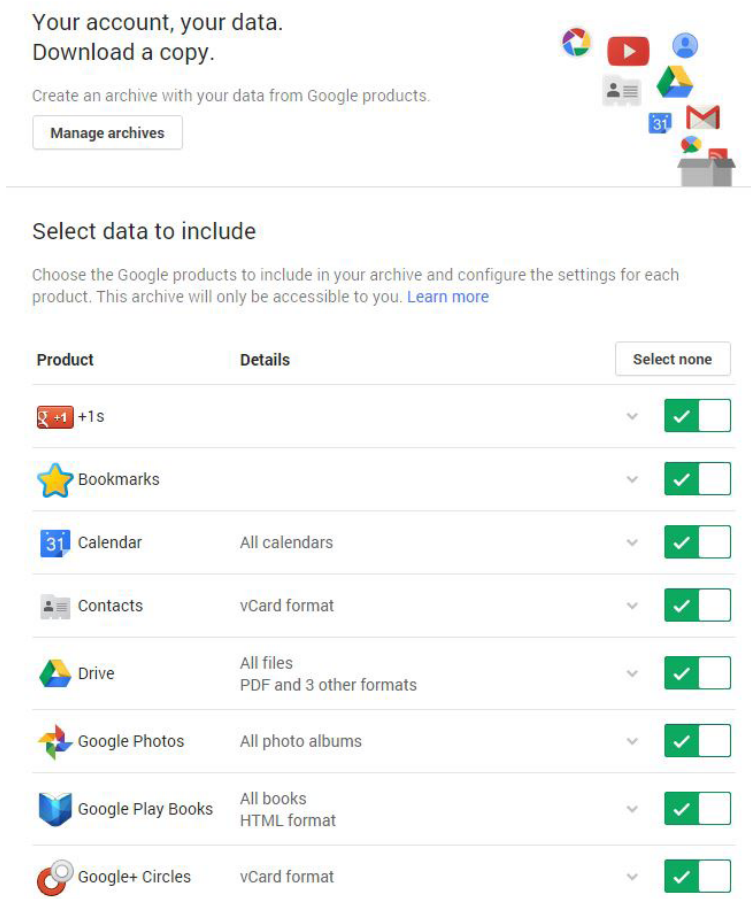 Your account, your data.
Download a copy.
Create an archive with your data from Google products.
Manage archives
31
Select data to include
Choose the Google products to include in your archive and configure the settings for each
product. This archive will only be accessible to you. Learn more
Product Details Select none
g +1 +1s
Bookmarks
31 Calendar All calendars
Contacts vCard format
Drive All files
PDF and 3 other formats
Google Photos All photo albums
Google Play Books All books
HTML format
Google+ Circles vCard format